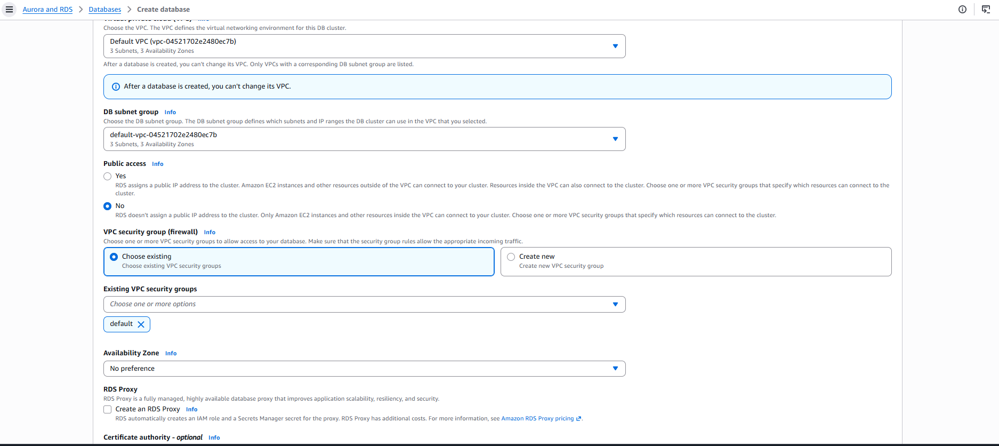 Aurora and RDS > Databases > Create database
Virtual private cloud (VPC) Info
Choose the VPC. The VPC defines the virtual networking environment for this DB cluster.
Default VPC (vpc-04521702e2480ec7b)
3 Subnets, 3 Availability Zones
After a database is created, you can't change its VPC. Only VPCs with a corresponding DB subnet group are listed.
After a database is created, you can't change its VPC.
DB subnet group Info
Choose the DB subnet group. The DB subnet group defines which subnets and IP ranges the DB cluster can use in the VPC that you selected.
default-vpc-04521702e2480ec7b
3 Subnets, 3 Availability Zones
Public access Info
Yes
RDS assigns a public IP address to the cluster. Amazon EC2 instances and other resources outside of the VPC can connect to your cluster. Resources inside the VPC can also connect to the cluster. Choose one or more VPC security groups that specify which resources can connect to the
cluster.
No
RDS doesn't assign a public IP address to the cluster. Only Amazon EC2 instances and other resources inside the VPC can connect to your cluster. Choose one or more VPC security groups that specify which resources can connect to the cluster.
VPC security group (firewall) Info
Choose one or more VPC security groups to allow access to your database. Make sure that the security group rules allow the appropriate incoming traffic.
Choose existing
Choose existing VPC security groups
Create new
Create new VPC security group
Existing VPC security groups
Choose one or more options
default
Availability Zone Info
No preference
RDS Proxy
RDS Proxy is a fully managed, highly available database proxy that improves application scalability, resiliency, and security.
Create an RDS Proxy Info
RDS automatically creates an IAM role and a Secrets Manager secret for the proxy. RDS Proxy has additional costs. For more information, see Amazon RDS Proxy pricing.
Certificate authority - optional Info